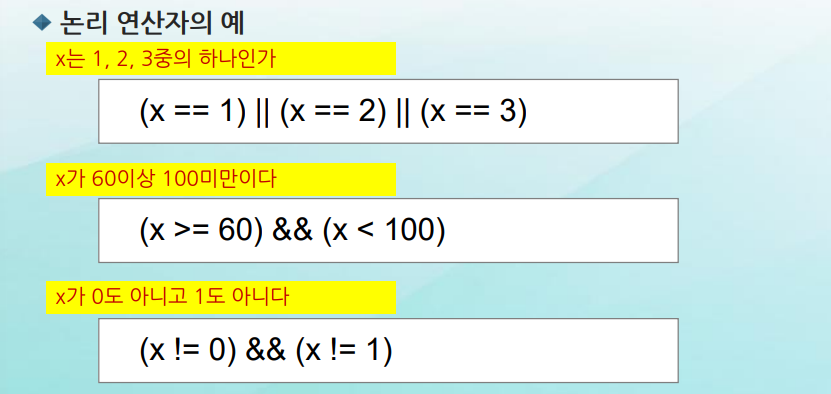 논리 연산자의 예
x는 1, 2, 3중의 하나인가
(x == 1) || (x == 2) || (x == 3)
x가 60이상 100미만이다
(x >= 60) && (x < 100)
x가 0도 아니고 1도 아니다
(x != 0) && (x != 1)